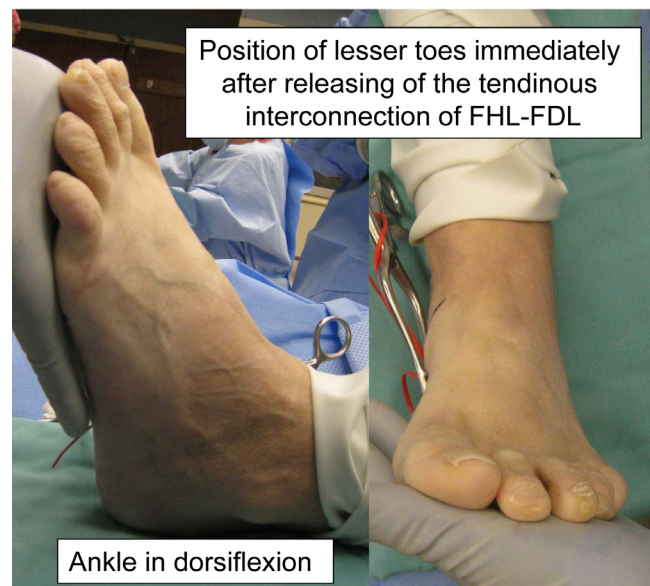 Position of lesser toes immediately
after releasing of the tendinous
interconnection of FHL-FDL
Ankle in dorsiflexion